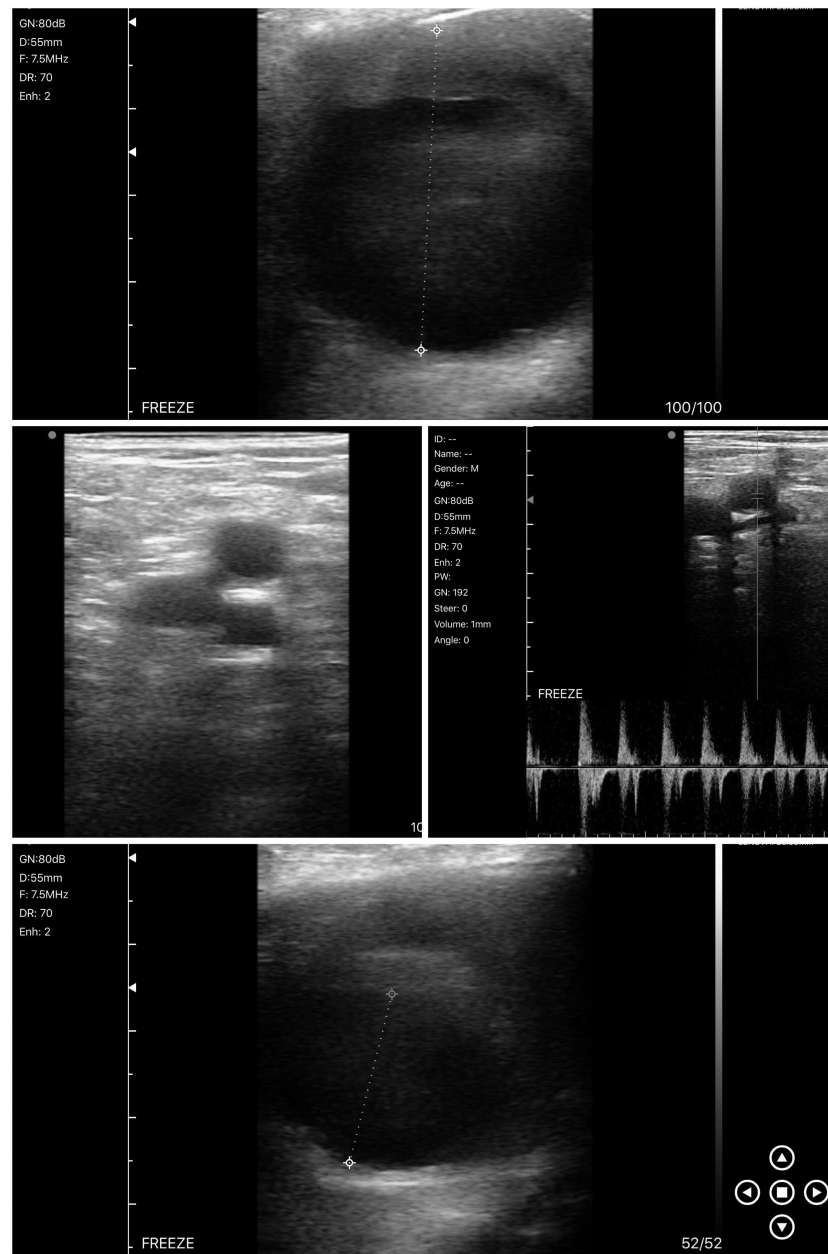 GN:80dB
D:55mm
F: 7.5MHz
DR: 70
Enh: 2
FREEZE
100/100
10
ID: --
Name: --
Gender: M
Age: --
GN:80dB
D:55mm
F: 7.5MHz
DR: 70
Enh: 2
PW:
GN: 192
Steer: 0
Volume: 1mm
Angle: 0
FREEZE
GN:80dB
D:55mm
F: 7.5MHz
DR: 70
Enh: 2
FREEZE
52/52